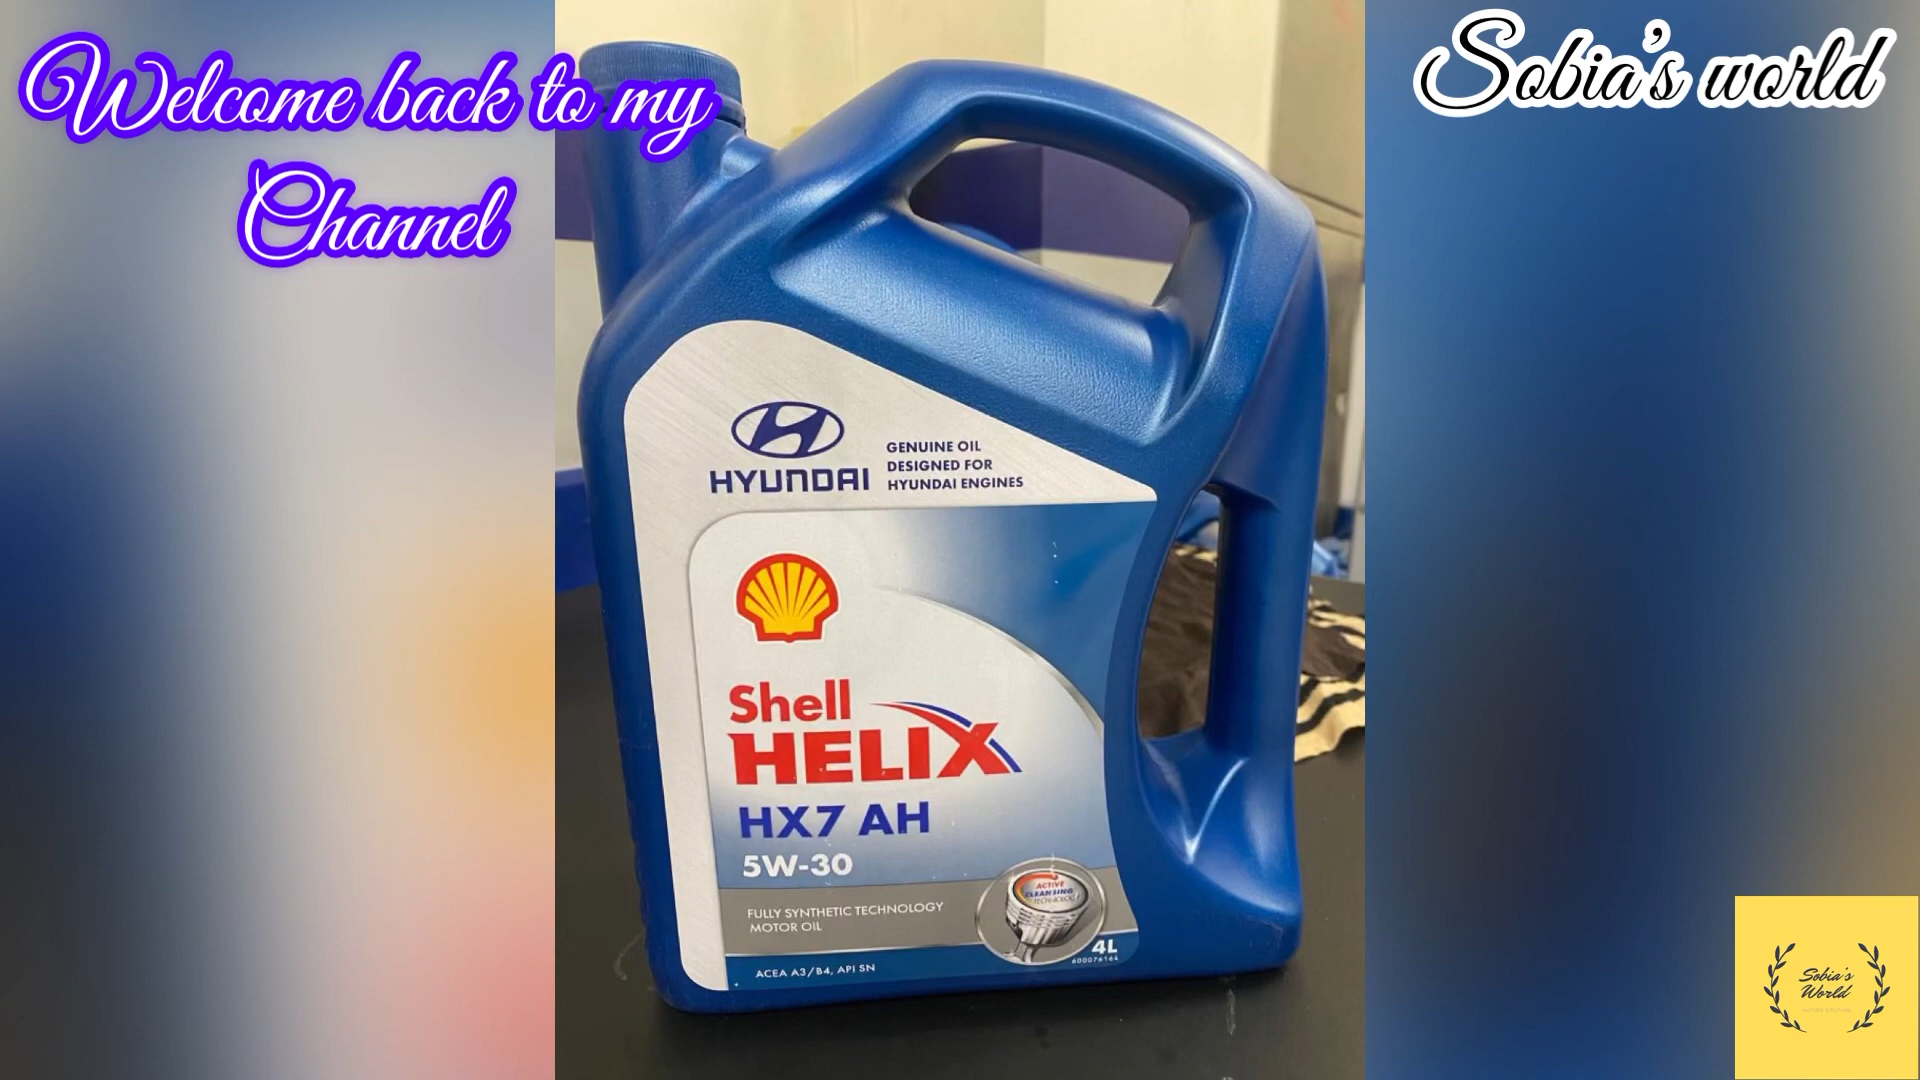 Welcome back to my
Channel
Sobia's world
HYUNDAI
GENUINE OIL
DESIGNED FOR
HYUNDAI ENGINES
Shell
HELIX
HX7 AH
5W-30
FULLY SYNTHETIC TECHNOLOGY
MOTOR OIL
ACTIVE
CLEANSING
TECHNOLOGY
4L
600076164
ACEA A3/B4, API SN
Sobia's
World